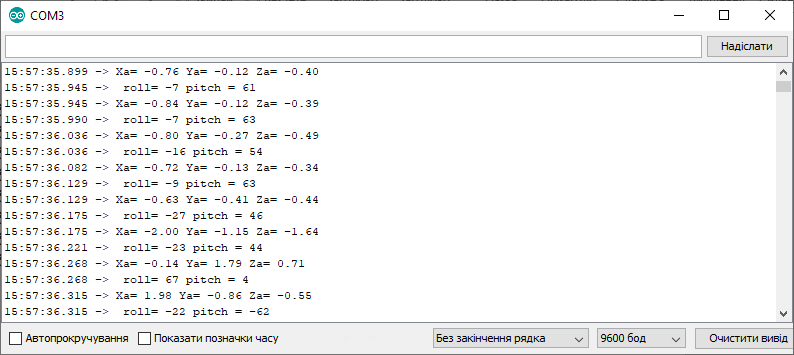 COM3
Надіслати
15:57:35.899 -> Xa= -0.76 Ya= -0.12 Za= -0.40
15:57:35.945 ->  roll= -7 pitch = 61
15:57:35.945 -> Xa= -0.84 Ya= -0.12 Za= -0.39
15:57:35.990 ->  roll= -7 pitch = 63
15:57:36.036 -> Xa= -0.80 Ya= -0.27 Za= -0.49
15:57:36.036 ->  roll= -16 pitch = 54
15:57:36.082 -> Xa= -0.72 Ya= -0.13 Za= -0.34
15:57:36.129 ->  roll= -9 pitch = 63
15:57:36.129 -> Xa= -0.63 Ya= -0.41 Za= -0.44
15:57:36.175 ->  roll= -27 pitch = 46
15:57:36.175 -> Xa= -2.00 Ya= -1.15 Za= -1.64
15:57:36.221 ->  roll= -23 pitch = 44
15:57:36.268 -> Xa= -0.14 Ya= 1.79 Za= 0.71
15:57:36.268 ->  roll= 67 pitch = 4
15:57:36.315 -> Xa= 1.98 Ya= -0.86 Za= -0.55
15:57:36.315 ->  roll= -22 pitch = -62
Автопрокручування Показати позначки часу Без закінчення рядка 9600 бод Очистити вивід